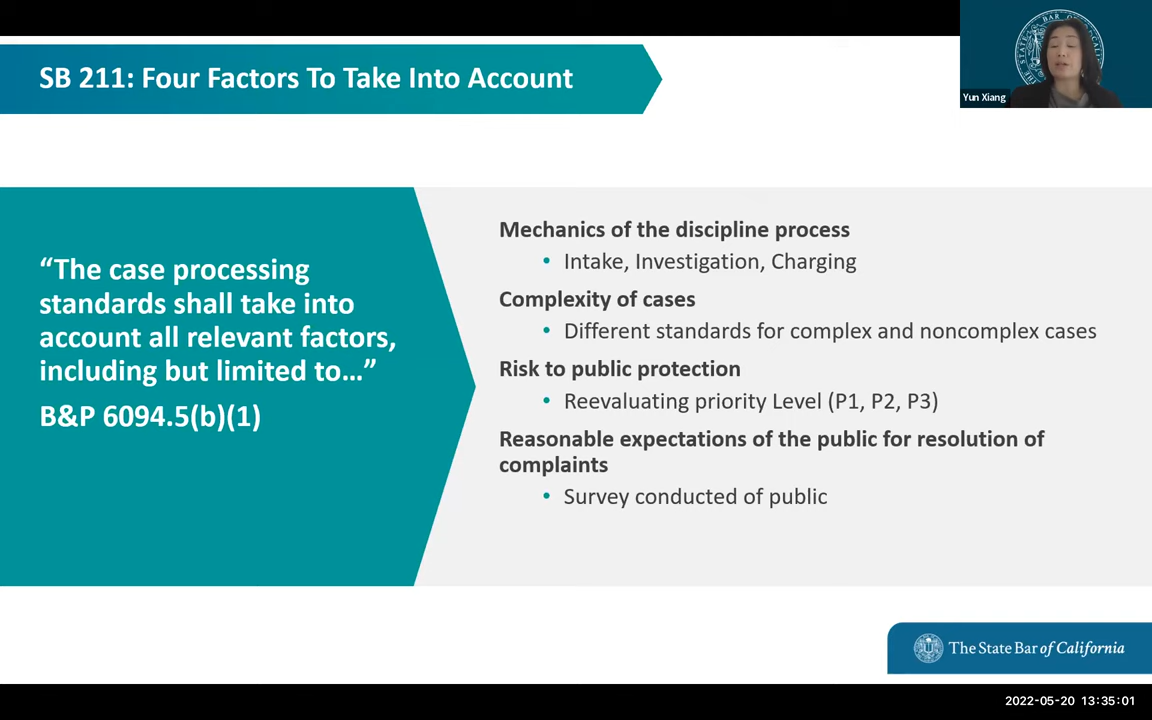 SB 211: Four Factors To Take Into Account
Yun Xiang
“The case processing
standards shall take into
account all relevant factors,
including but limited to…”
B&P 6094.5(b)(1)
Mechanics of the discipline process
• Intake, Investigation, Charging
Complexity of cases
• Different standards for complex and noncomplex cases
Risk to public protection
• Reevaluating priority Level (P1, P2, P3)
Reasonable expectations of the public for resolution of
complaints
• Survey conducted of public
The State Bar of California
2022-05-20 13:35:01